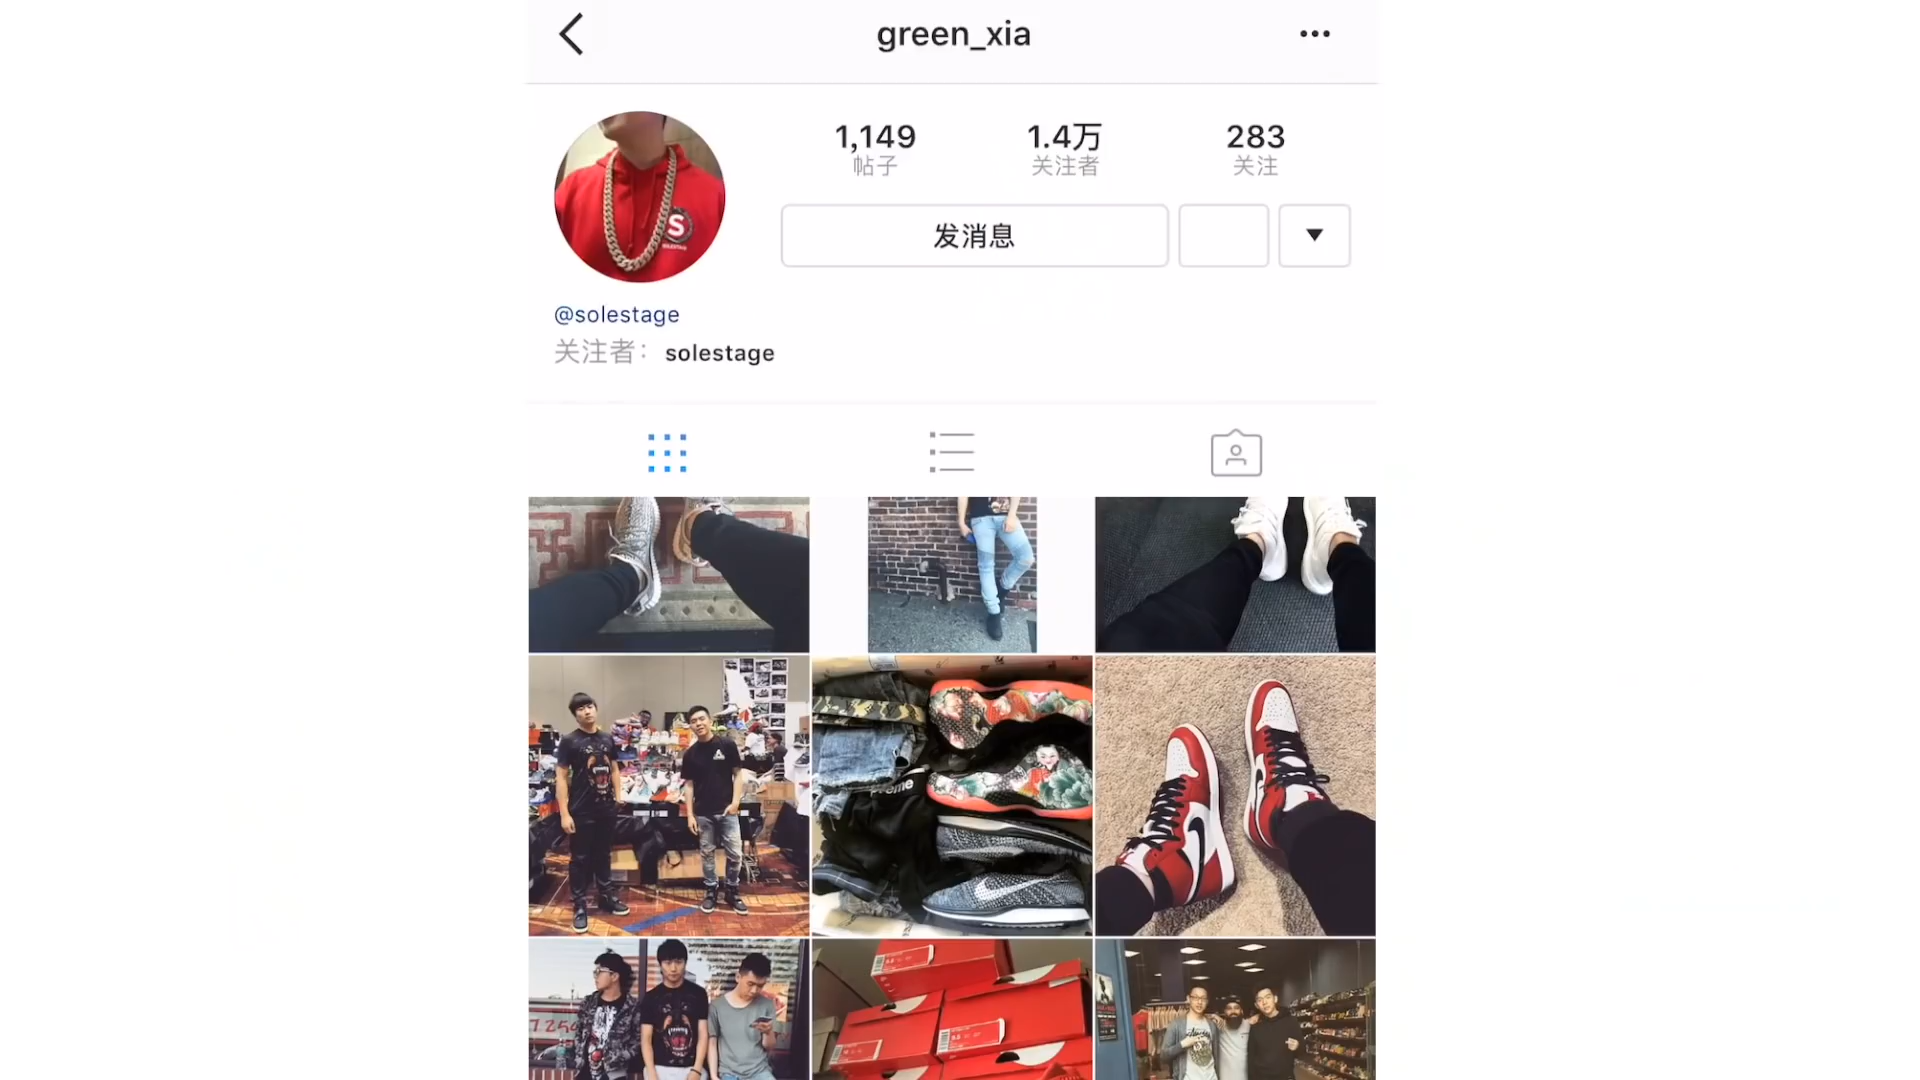 green_xia
1,149
1.4万
283
帖子
关注者
关注
发消息
@solestage
关注者： solestage
S